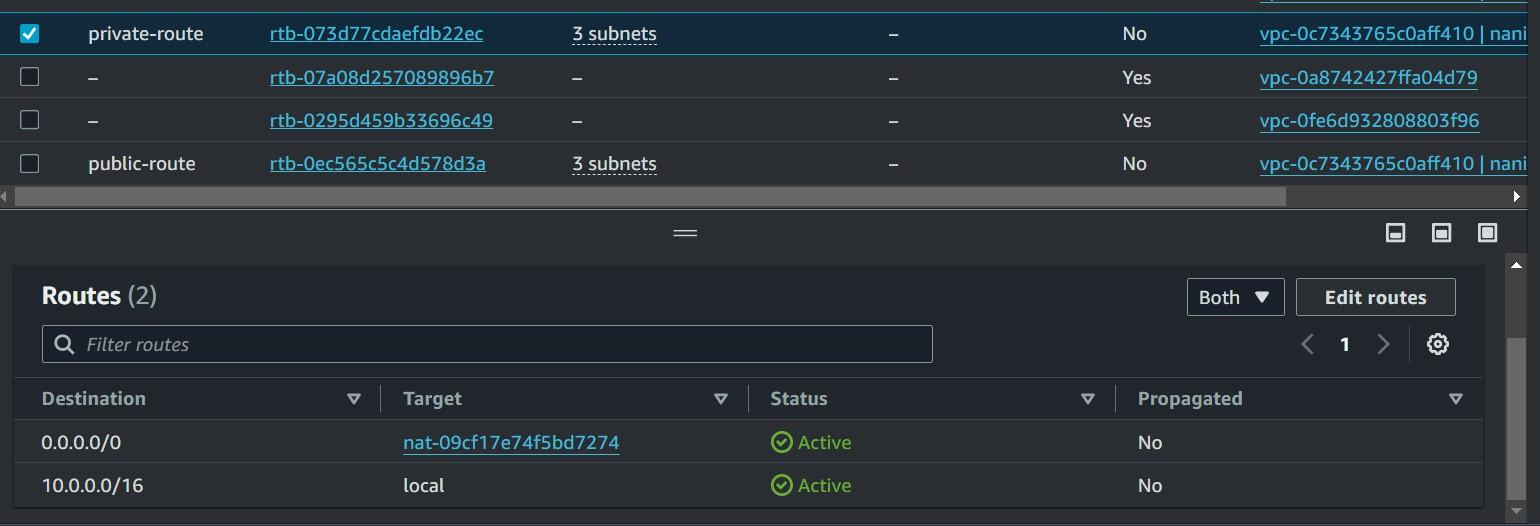 private-route rtb-073d77cdaefdb22ec 3 subnets – No vpc-0c7343765c0aff410 | nani
– rtb-07a08d257089896b7 – – Yes vpc-0a8742427ffa04d79
– rtb-0295d459b33696c49 – – Yes vpc-0fe6d932808803f96
public-route rtb-0ec565c5c4d578d3a 3 subnets – No vpc-0c7343765c0aff410 | nani
Routes (2) Both Edit routes
Filter routes 1
Destination Target Status Propagated
0.0.0.0/0 nat-09cf17e74f5bd7274 Active No
10.0.0.0/16 local Active No